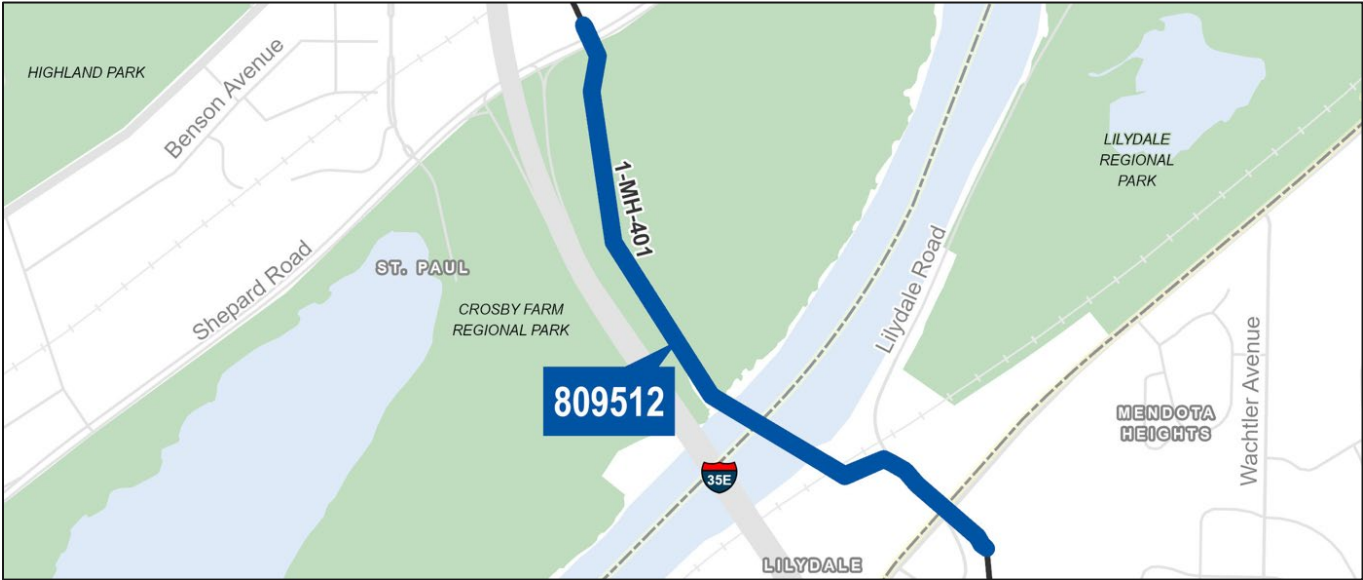 HIGHLAND PARK
Benson Avenue
LILYDALE
REGIONAL
PARK
1-MH-401
Shepard Road
ST. PAUL
CROSBY FARM
REGIONAL PARK
Lilydale Road
809512
MENDOTA
HEIGHTS
Wachtler Avenue
35E
LILYDALE